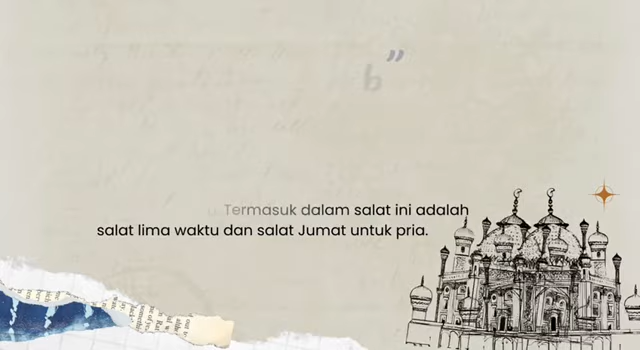 b”
Termasuk dalam salat ini adalah
salat lima waktu dan salat Jumat untuk pria.